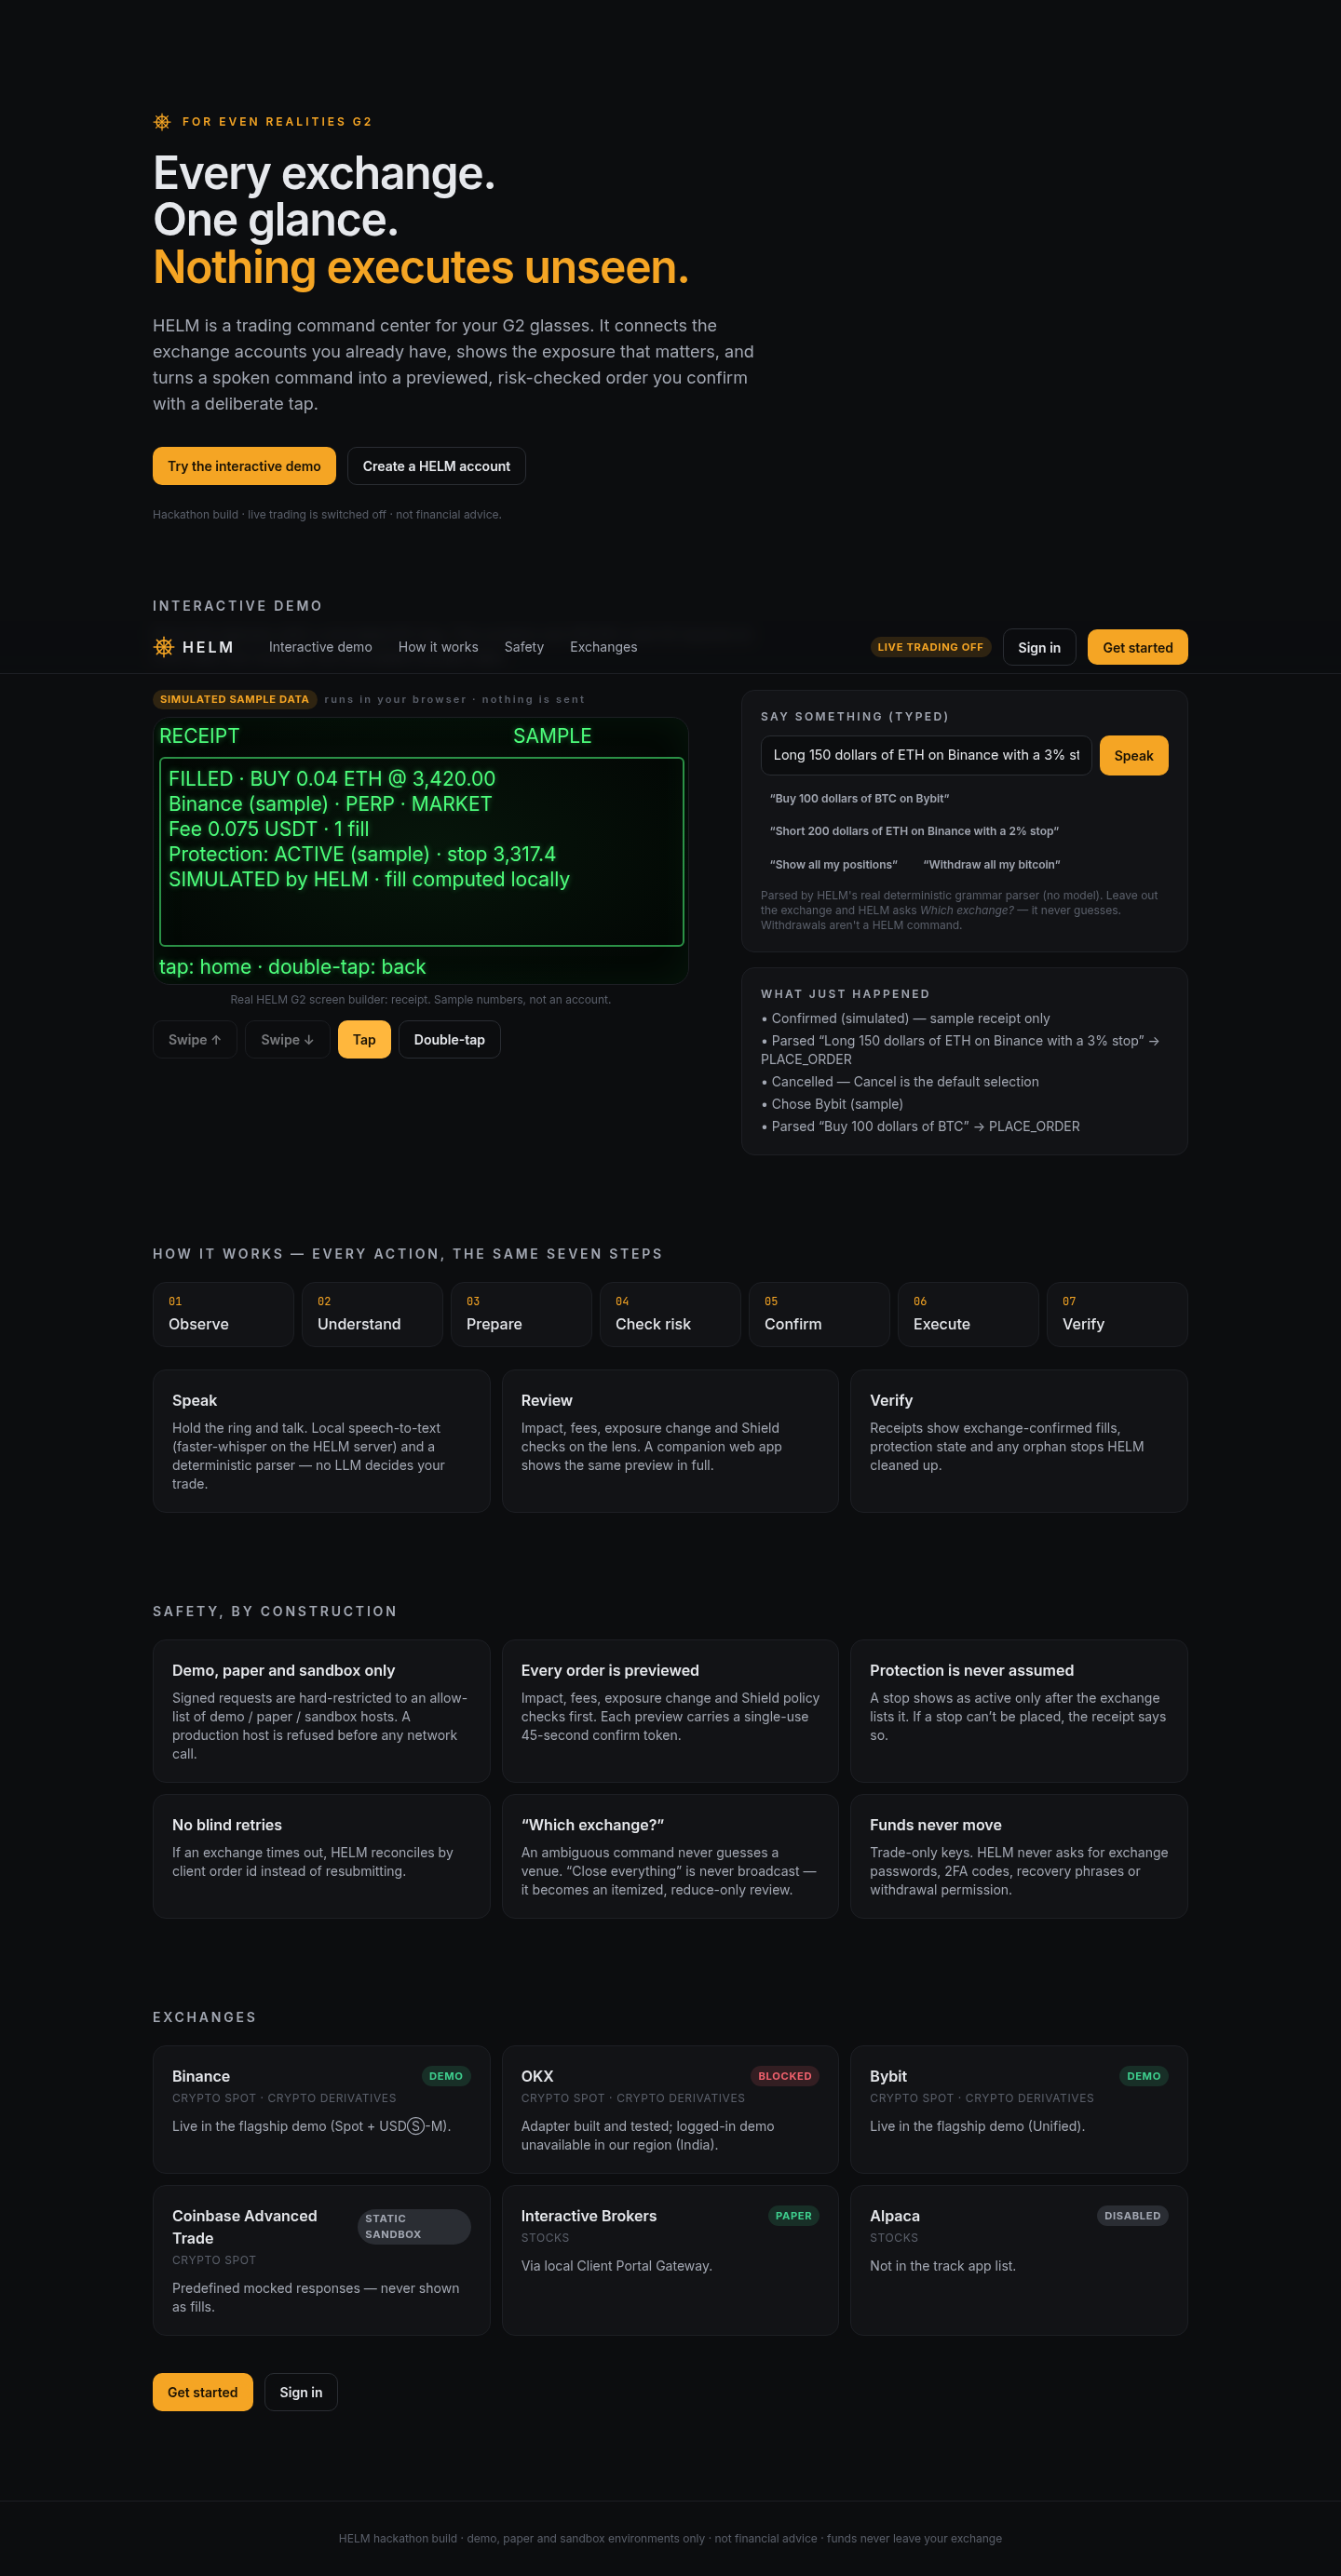 FOR EVEN REALITIES G2
Every exchange.
One glance.
Nothing executes unseen.
HELM is a trading command center for your G2 glasses. It connects the
exchange accounts you already have, shows the exposure that matters, and
turns a spoken command into a previewed, risk-checked order you confirm
with a deliberate tap.
Try the interactive demo
Create a HELM account
Hackathon build · live trading is switched off · not financial advice.
INTERACTIVE DEMO
HELM
Interactive demo
How it works
Safety
Exchanges
LIVE TRADING OFF
Sign in
Get started
SIMULATED SAMPLE DATA
runs in your browser · nothing is sent
RECEIPT
SAMPLE
FILLED · BUY 0.04 ETH @ 3,420.00
Binance (sample) · PERP · MARKET
Fee 0.075 USDT · 1 fill
Protection: ACTIVE (sample) · stop 3,317.4
SIMULATED by HELM · fill computed locally
tap: home · double-tap: back
Real HELM G2 screen builder: receipt. Sample numbers, not an account.
Swipe ↑
Swipe ↓
Tap
Double-tap
SAY SOMETHING (TYPED)
Long 150 dollars of ETH on Binance with a 3% st
Speak
“Buy 100 dollars of BTC on Bybit”
“Short 200 dollars of ETH on Binance with a 2% stop”
“Show all my positions”
“Withdraw all my bitcoin”
Parsed by HELM's real deterministic grammar parser (no model). Leave out
the exchange and HELM asks Which exchange? — it never guesses.
Withdrawals aren't a HELM command.
WHAT JUST HAPPENED
• Confirmed (simulated) — sample receipt only
• Parsed “Long 150 dollars of ETH on Binance with a 3% stop” →
PLACE_ORDER
• Cancelled — Cancel is the default selection
• Chose Bybit (sample)
• Parsed “Buy 100 dollars of BTC” → PLACE_ORDER
HOW IT WORKS — EVERY ACTION, THE SAME SEVEN STEPS
01
Observe
02
Understand
03
Prepare
04
Check risk
05
Confirm
06
Execute
07
Verify
Speak
Hold the ring and talk. Local speech-to-text
(faster-whisper on the HELM server) and a
deterministic parser — no LLM decides your
trade.
Review
Impact, fees, exposure change and Shield
checks on the lens. A companion web app
shows the same preview in full.
Verify
Receipts show exchange-confirmed fills,
protection state and any orphan stops HELM
cleaned up.
SAFETY, BY CONSTRUCTION
Demo, paper and sandbox only
Signed requests are hard-restricted to an allow-
list of demo / paper / sandbox hosts. A
production host is refused before any network
call.
Every order is previewed
Impact, fees, exposure change and Shield policy
checks first. Each preview carries a single-use
45-second confirm token.
Protection is never assumed
A stop shows as active only after the exchange
lists it. If a stop can’t be placed, the receipt says
so.
No blind retries
If an exchange times out, HELM reconciles by
client order id instead of resubmitting.
“Which exchange?”
An ambiguous command never guesses a
venue. “Close everything” is never broadcast —
it becomes an itemized, reduce-only review.
Funds never move
Trade-only keys. HELM never asks for exchange
passwords, 2FA codes, recovery phrases or
withdrawal permission.
EXCHANGES
Binance
DEMO
CRYPTO SPOT · CRYPTO DERIVATIVES
Live in the flagship demo (Spot + USDⓈ-M).
OKX
BLOCKED
CRYPTO SPOT · CRYPTO DERIVATIVES
Adapter built and tested; logged-in demo
unavailable in our region (India).
Bybit
DEMO
CRYPTO SPOT · CRYPTO DERIVATIVES
Live in the flagship demo (Unified).
Coinbase Advanced
Trade
STATIC
SANDBOX
CRYPTO SPOT
Predefined mocked responses — never shown
as fills.
Interactive Brokers
PAPER
STOCKS
Via local Client Portal Gateway.
Alpaca
DISABLED
STOCKS
Not in the track app list.
Get started
Sign in
HELM hackathon build · demo, paper and sandbox environments only · not financial advice · funds never leave your exchange